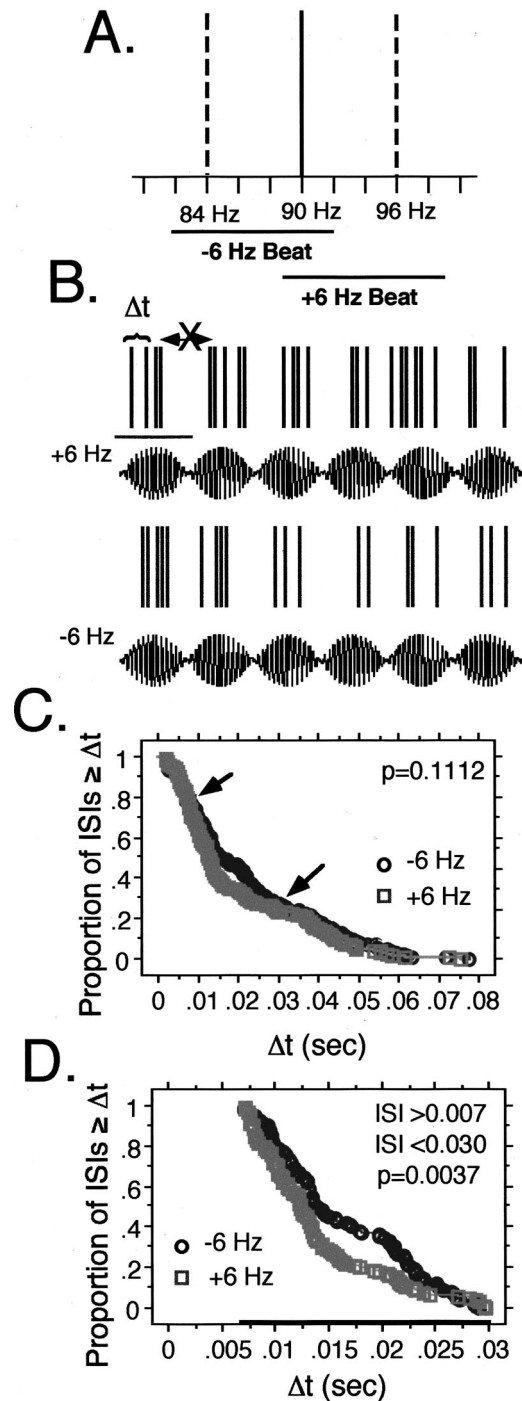 A.
84 Hz 90 Hz 96 Hz
-6 Hz Beat
+6 Hz Beat
B.
Δt
X
+6 Hz
-6 Hz
C.
Proportion of ISIs ≥ Δt
1
.8
.6
.4
.2
0
p=0.1112
-6 Hz
+6 Hz
0 .01 .02 .03 .04 .05 .06 .07 .08
Δt (sec)
D.
Proportion of ISIs ≥ Δt
1
.8
.6
.4
.2
0
ISI >0.007
ISI <0.030
p=0.0037
-6 Hz
+6 Hz
0 .005 .01 .015 .02 .025 .03
Δt (sec)